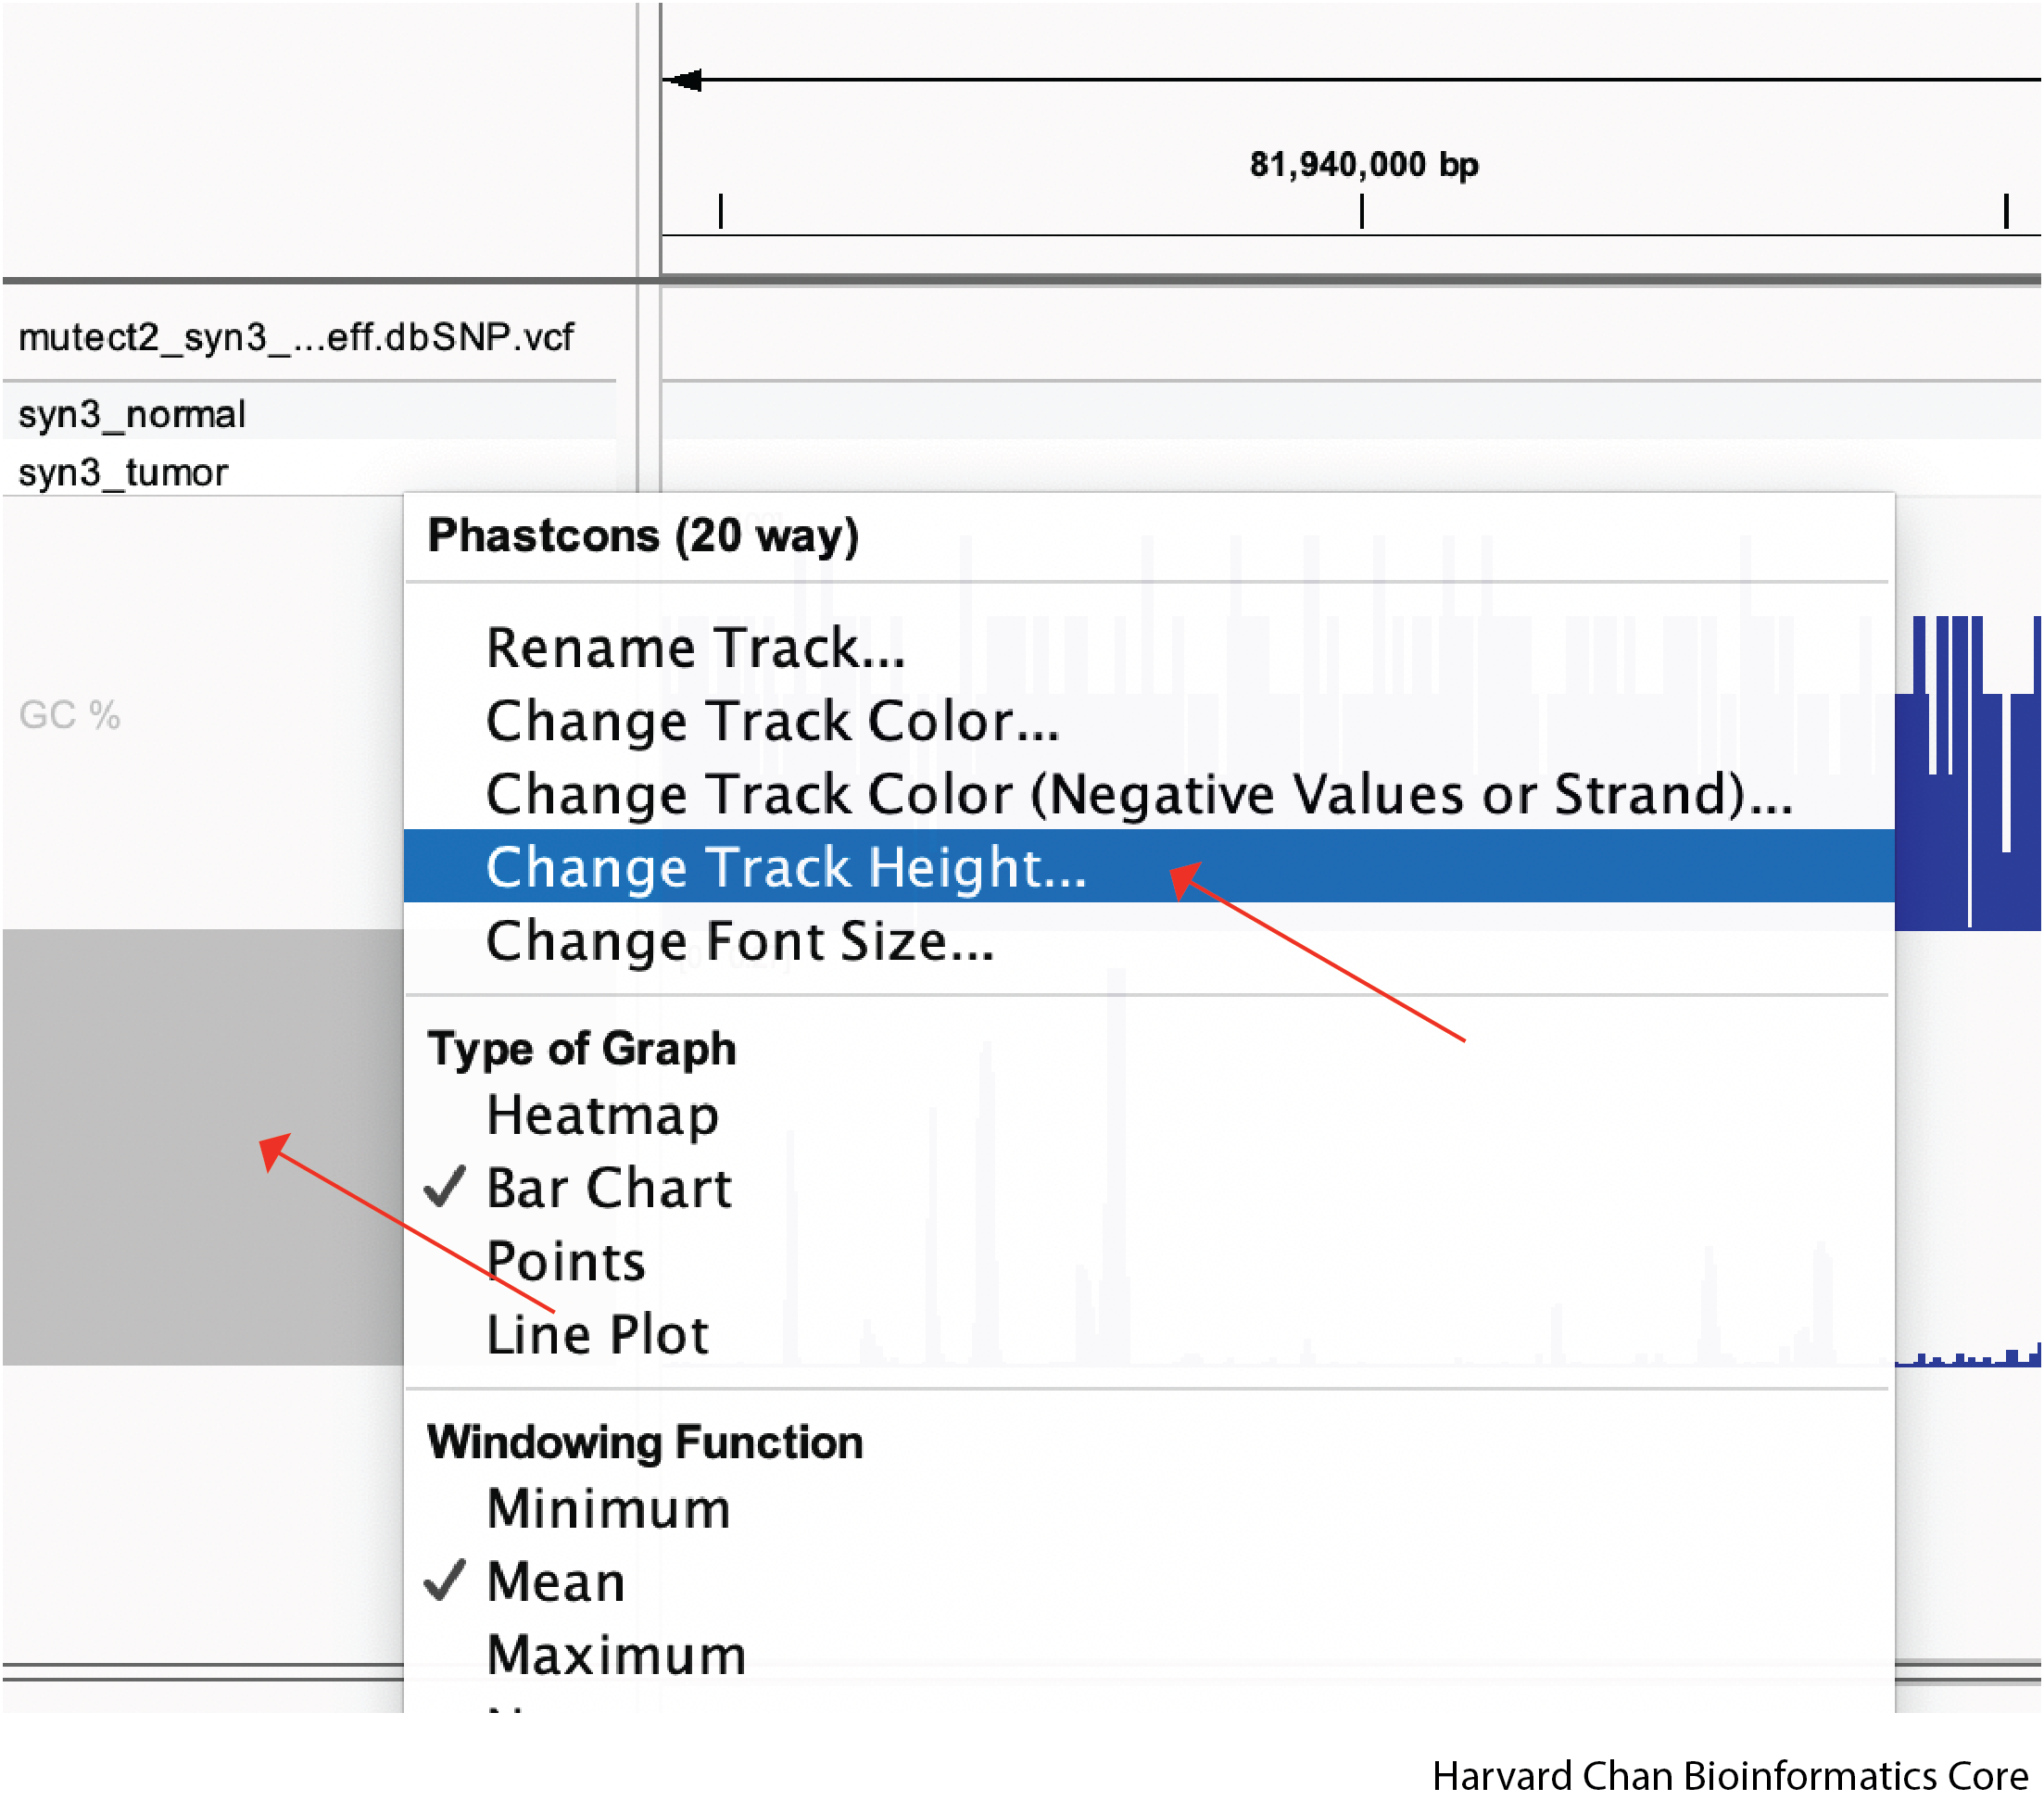 81,940,000 bp
mutect2_syn3_...eff.dbSNP.vcf
syn3_normal
syn3_tumor
GC %
Phastcons (20 way)
Rename Track...
Change Track Color...
Change Track Color (Negative Values or Strand)...
Change Track Height...
Change Font Size...
Type of Graph
Heatmap
Bar Chart
Points
Line Plot
Windowing Function
Minimum
Mean
Maximum
Harvard Chan Bioinformatics Core